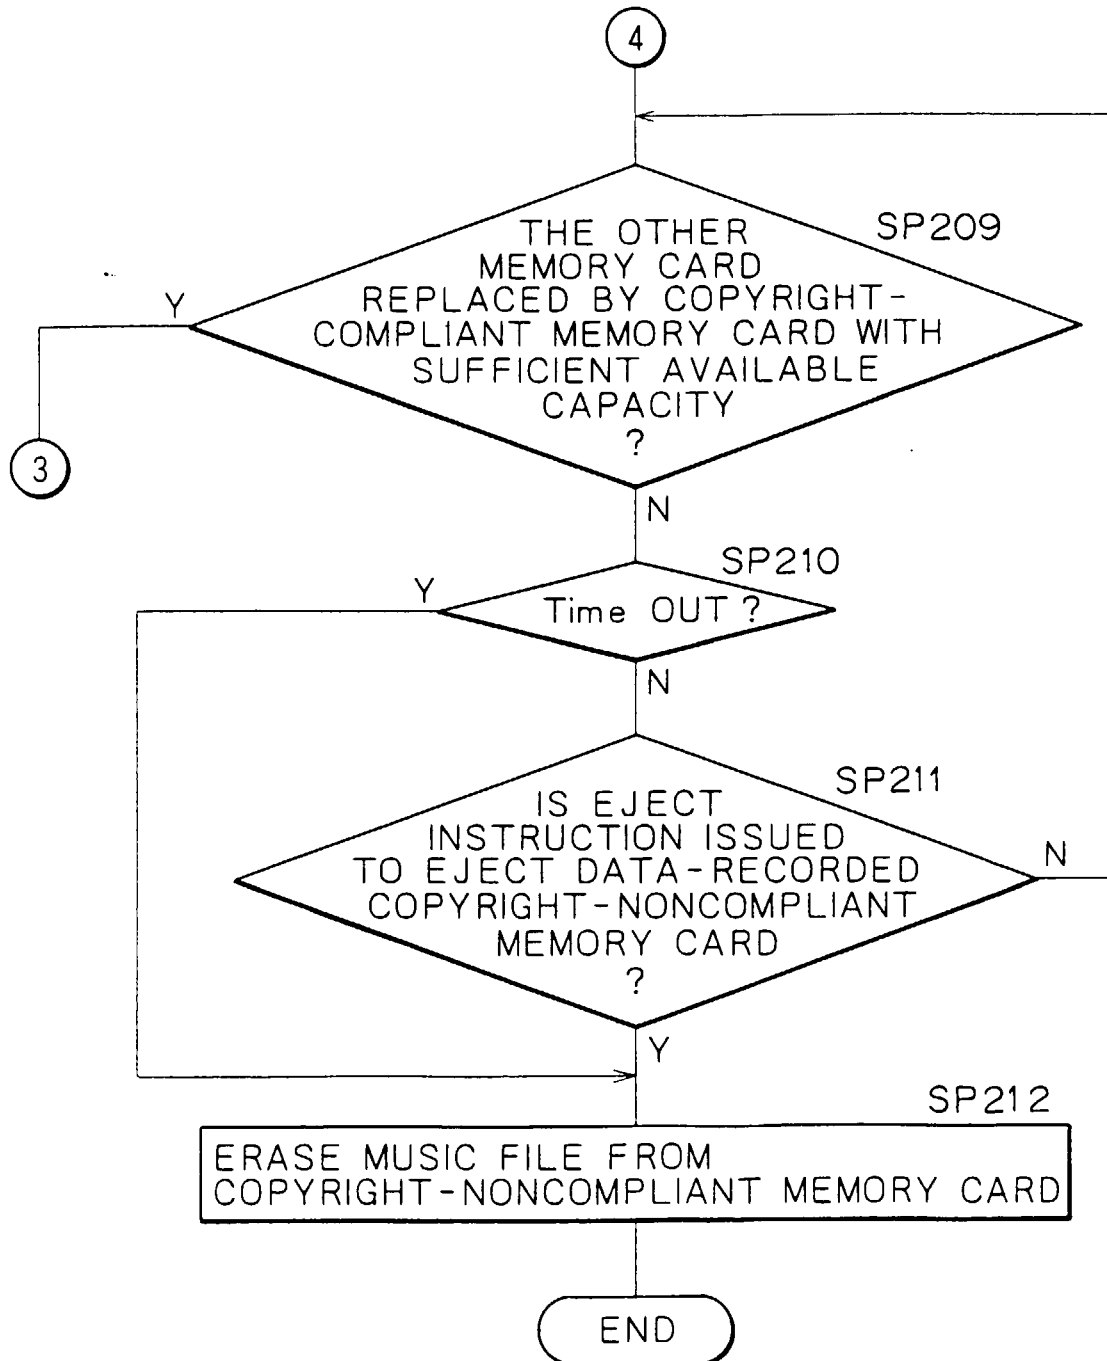 4
SP209
THE OTHER
MEMORY CARD
REPLACED BY COPYRIGHT-
COMPLIANT MEMORY CARD WITH
SUFFICIENT AVAILABLE
CAPACITY
?
Y
3
N
SP210
Y
Time OUT ?
N
SP211
IS EJECT
INSTRUCTION ISSUED
TO EJECT DATA-RECORDED
COPYRIGHT-NONCOMPLIANT
MEMORY CARD
?
N
Y
SP212
ERASE MUSIC FILE FROM
COPYRIGHT-NONCOMPLIANT MEMORY CARD
END